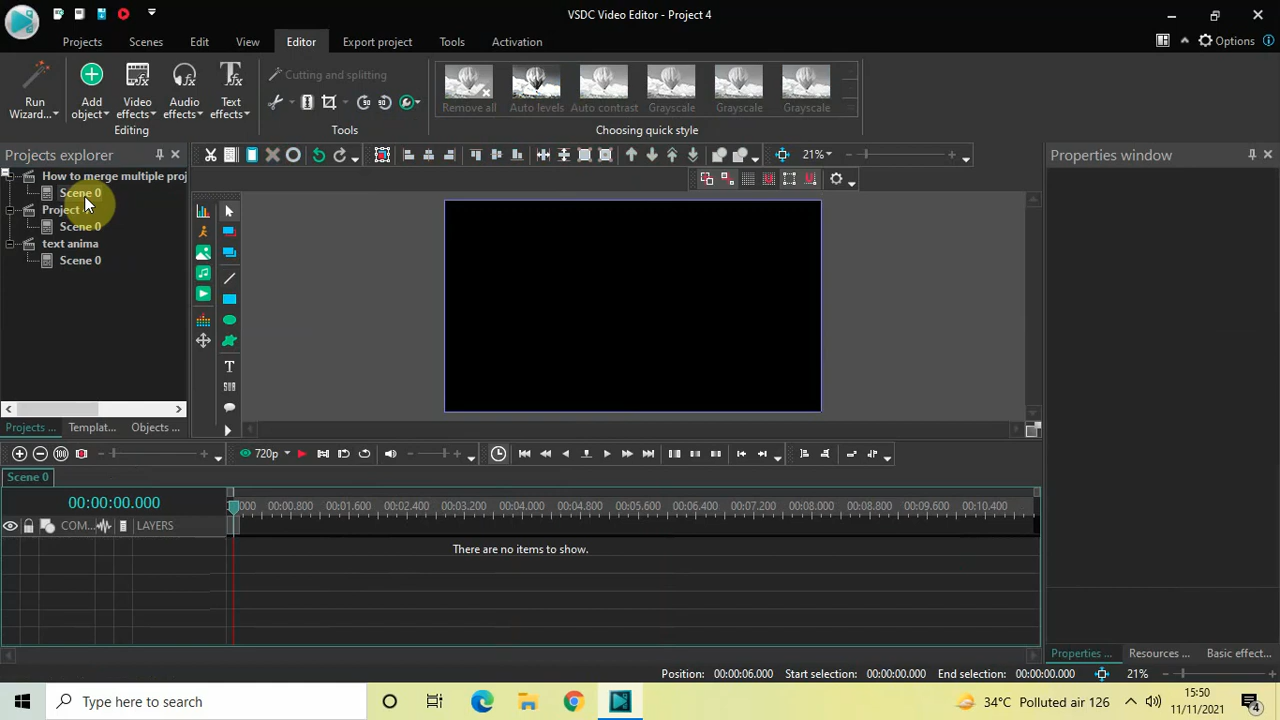 VSDC Video Editor - Project 4
Projects
Scenes
Edit
View
Editor
Export project
Tools
Activation
Options
Run
Wizard...
Add
object
Video
effects
Audio
effects
Text
effects
Editing
Cutting and splitting
Tools
Remove all
Auto levels
Auto contrast
Grayscale
Grayscale
Grayscale
Choosing quick style
Projects explorer
21%
Properties window
How to merge multiple proj
Scene 0
Project
Scene 0
text anima
Scene 0
T
SUB
Projects ...
Templat...
Objects ...
720p
Scene 0
00:00:00.000
000
00:00.800
00:01.600
00:02.400
00:03.200
00:04.000
00:04.800
00:05.600
00:06.400
00:07.200
00:08.000
00:08.800
00:09.600
00:10.400
COM...
LAYERS
There are no items to show.
Properties ...
Resources ...
Basic effect...
Position: 00:00:06.000 Start selection: 00:00:00.000 End selection: 00:00:00.000 21%
Type here to search
34°C Polluted air 126
15:50
11/11/2021
4